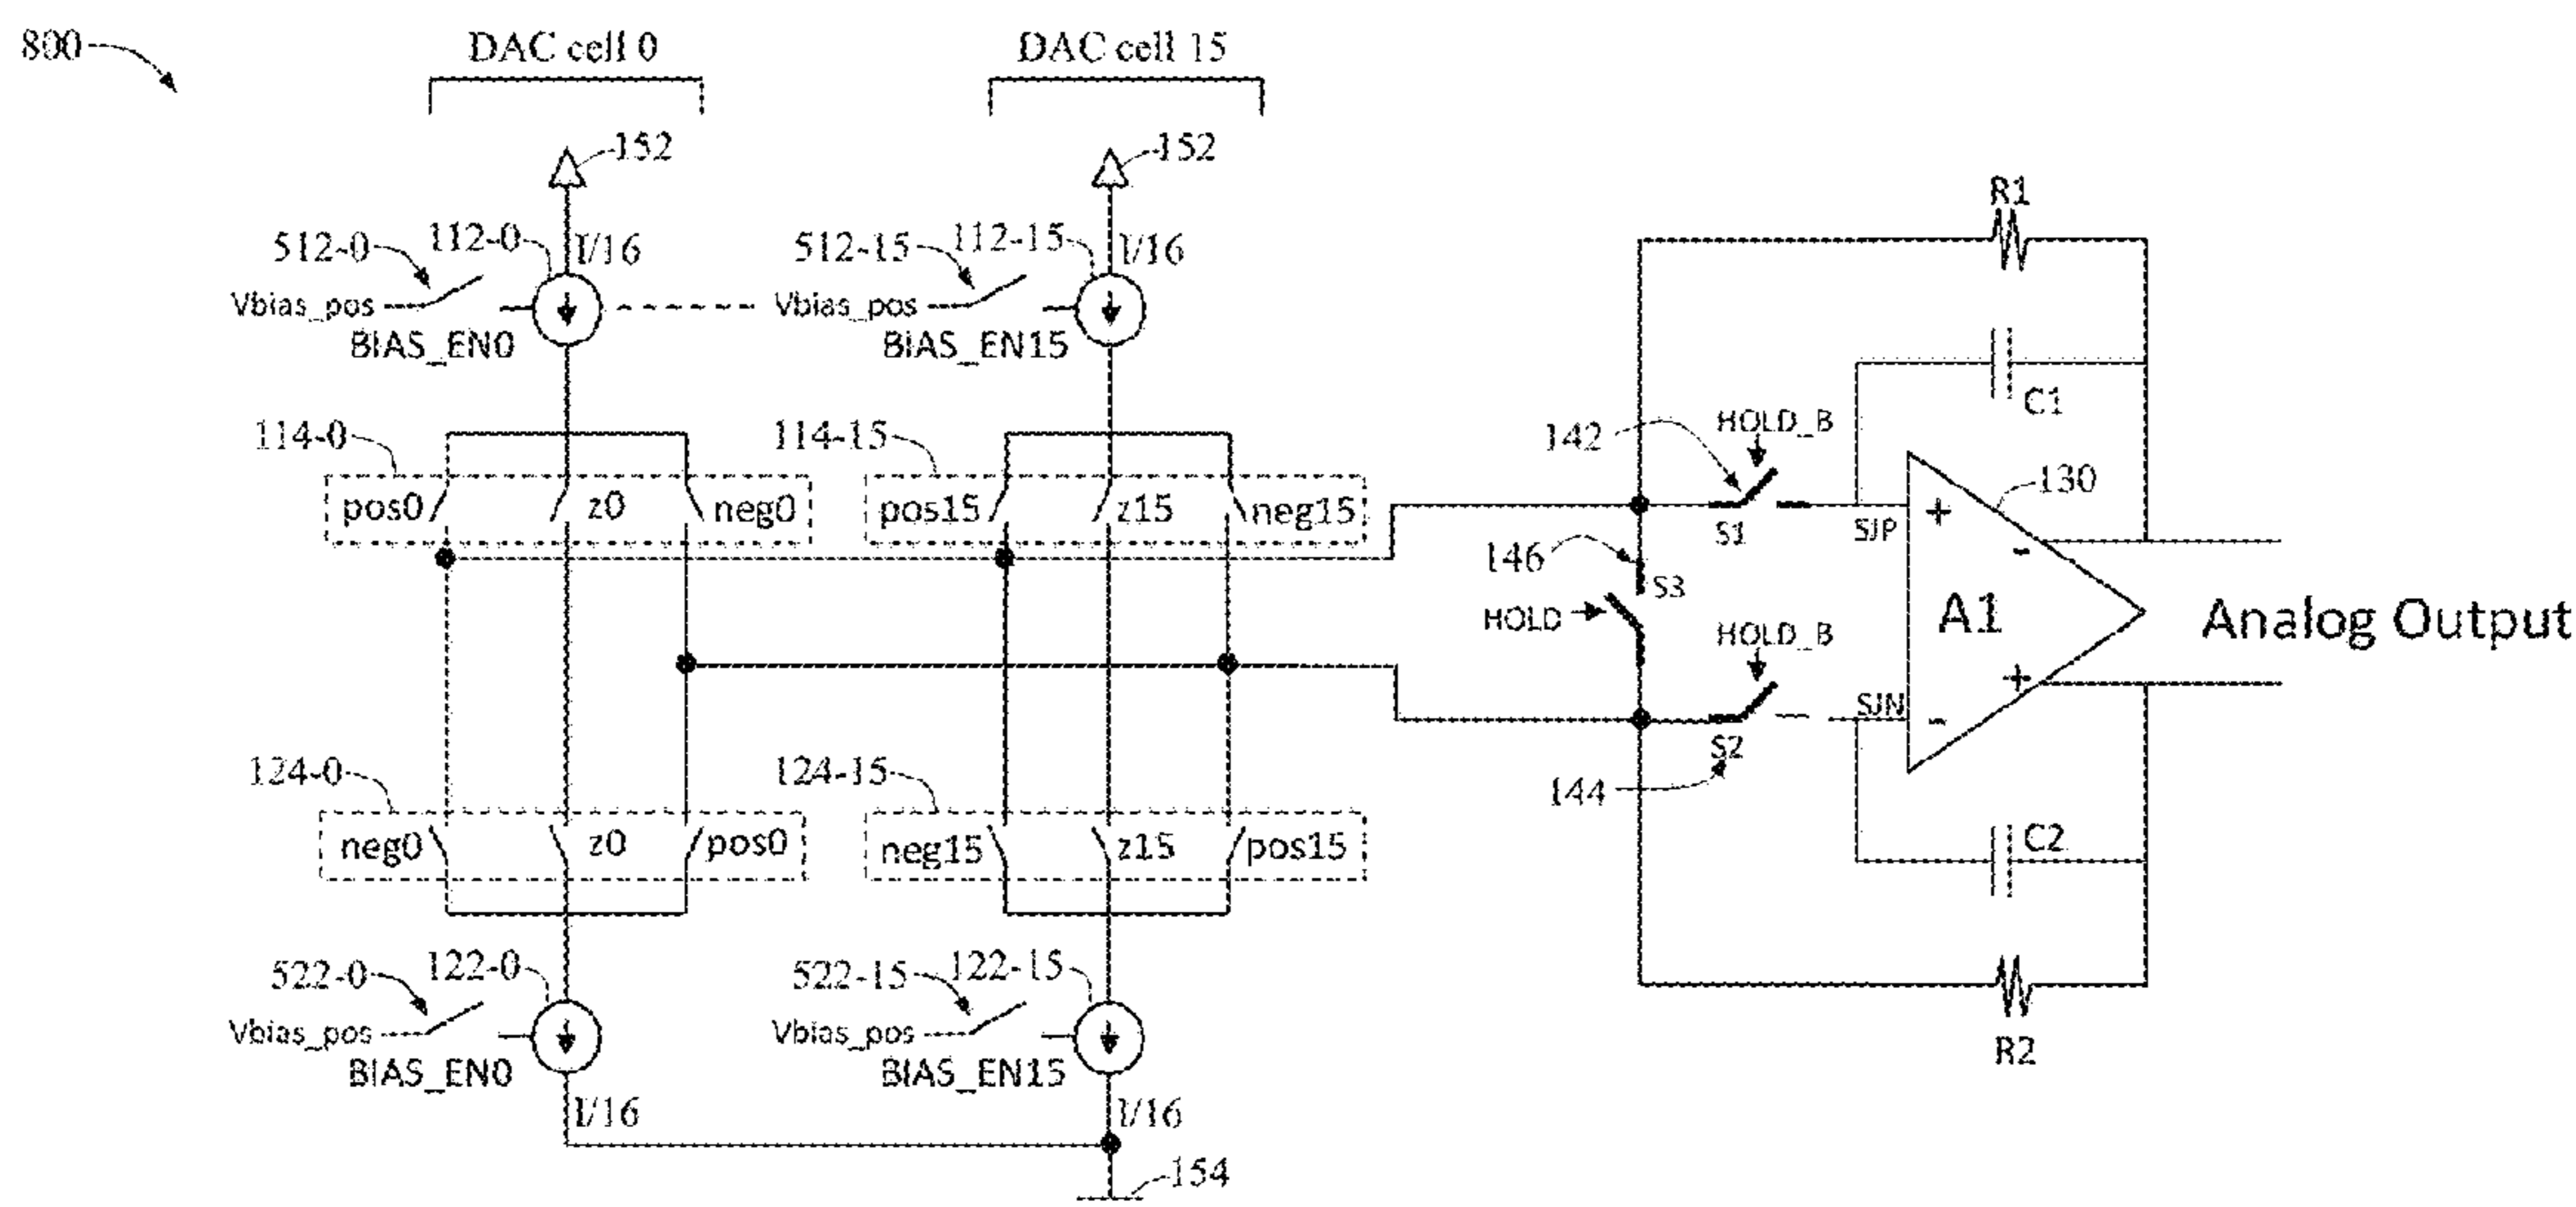 800
DAC cell 0
DAC cell 15
152
152
R1
512-0
112-0
I/16
512-15
112-15
I/16
Vbias_pos
Vbias_pos
BIAS_EN0
BIAS_EN15
C1
HOLD_B
114-0
114-15
142
130
pos0
z0
neg0
pos15
z15
neg15
+
S1
SJP
-
146
S3
HOLD
A1
Analog Output
HOLD_B
+
SJN
-
S2
124-0
124-15
144
neg0
z0
pos0
neg15
z15
pos15
C2
522-0
122-0
522-15
122-15
Vbias_pos
Vbias_pos
BIAS_EN0
BIAS_EN15
R2
I/16
I/16
154